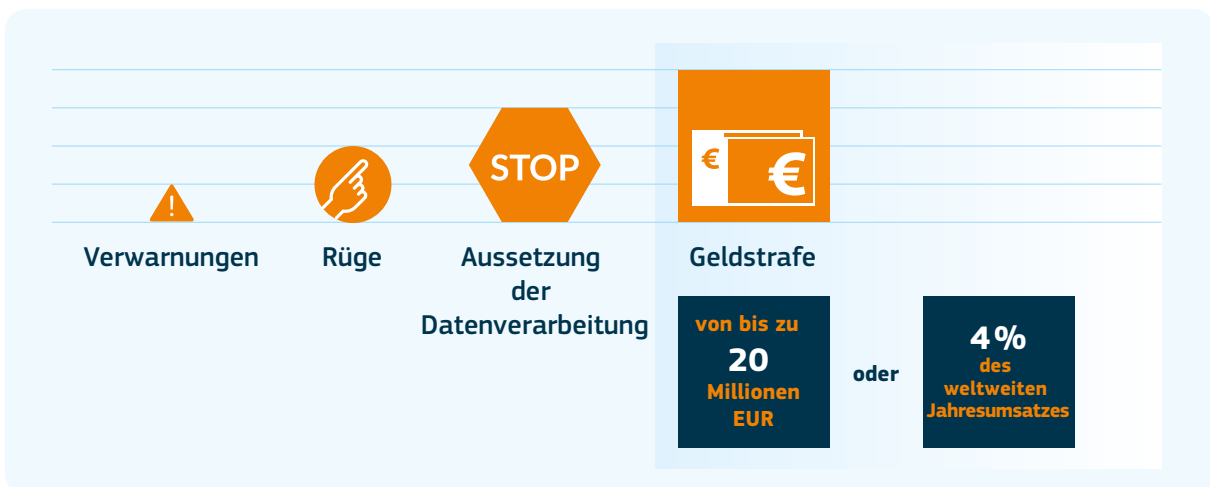 !
STOP
€
€
Verwarnungen
Rüge
Aussetzung
der
Datenverarbeitung
Geldstrafe
von bis zu
20
Millionen
EUR
oder
4%
des
weltweiten
Jahresumsatzes